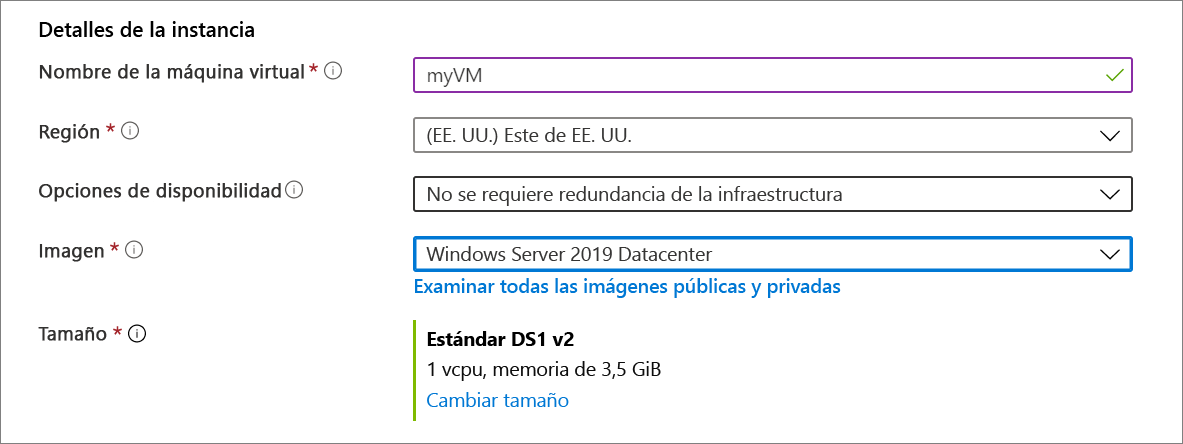 Detalles de la instancia
Nombre de la máquina virtual * myVM
Región * (EE. UU.) Este de EE. UU.
Opciones de disponibilidad No se requiere redundancia de la infraestructura
Imagen * Windows Server 2019 Datacenter
Examinar todas las imágenes públicas y privadas
Tamaño * Estándar DS1 v2
1 vcpu, memoria de 3,5 GiB
Cambiar tamaño